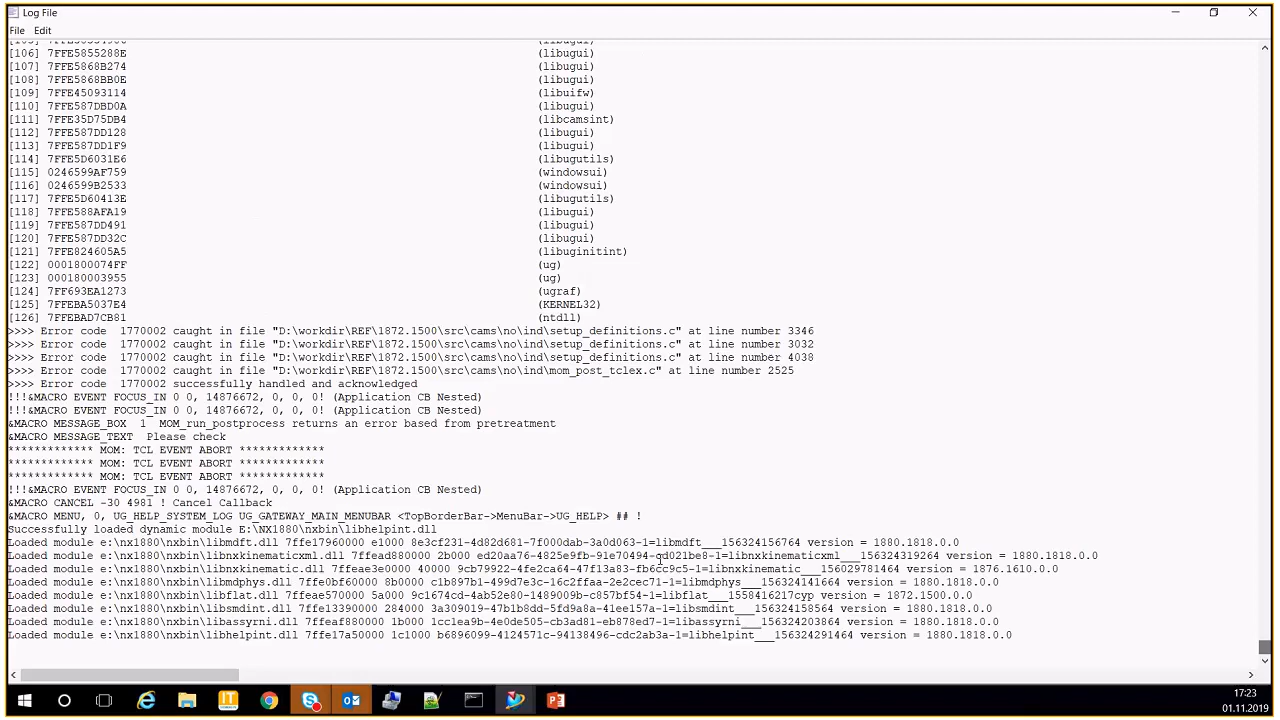 Log File
File Edit
[106] 7FFE5855288E (libugui)
[107] 7FFE5868B274 (libugui)
[108] 7FFE5868BB0E (libugui)
[109] 7FFE45093114 (libuifw)
[110] 7FFE587DBD0A (libugui)
[111] 7FFE35D75DB4 (libcamsint)
[112] 7FFE587DD128 (libugui)
[113] 7FFE587DD1F9 (libugui)
[114] 7FFE5D6031E6 (libugutils)
[115] 0246599AF759 (windowsui)
[116] 0246599B2533 (windowsui)
[117] 7FFE5D60413E (libugutils)
[118] 7FFE588AFA19 (libugui)
[119] 7FFE587DD491 (libugui)
[120] 7FFE587DD32C (libugui)
[121] 7FFE824605A5 (libuginitint)
[122] 0001800074FF (ug)
[123] 000180003955 (ug)
[124] 7FF693EA1273 (ugraf)
[125] 7FFEBA5037E4 (KERNEL32)
[126] 7FFEBAD7CB81 (ntdll)
>>>> Error code 1770002 caught in file "D:\workdir\REF\1872.1500\src\cams\no\ind\setup_definitions.c" at line number 3346
>>>> Error code 1770002 caught in file "D:\workdir\REF\1872.1500\src\cams\no\ind\setup_definitions.c" at line number 3032
>>>> Error code 1770002 caught in file "D:\workdir\REF\1872.1500\src\cams\no\ind\setup_definitions.c" at line number 4038
>>>> Error code 1770002 caught in file "D:\workdir\REF\1872.1500\src\cams\no\ind\mom_post_tclex.c" at line number 2525
>>>> Error code 1770002 successfully handled and acknowledged
!!!&MACRO EVENT FOCUS_IN 0 0, 14876672, 0, 0, 0! (Application CB Nested)
!!!&MACRO EVENT FOCUS_IN 0 0, 14876672, 0, 0, 0! (Application CB Nested)
&MACRO MESSAGE_BOX 1 MOM_run_postprocess returns an error based from pretreatment
&MACRO MESSAGE_TEXT Please check
************* MOM: TCL EVENT ABORT *************
************* MOM: TCL EVENT ABORT *************
************* MOM: TCL EVENT ABORT *************
!!!&MACRO EVENT FOCUS_IN 0 0, 14876672, 0, 0, 0! (Application CB Nested)
&MACRO CANCEL -30 4981 ! Cancel Callback
&MACRO MENU, 0, UG_HELP_SYSTEM_LOG UG_GATEWAY_MAIN_MENUBAR <TopBorderBar->MenuBar->UG_HELP> ## !
Successfully loaded dynamic module E:\NX1880\nxbin\libhelpint.dll
Loaded module e:\nx1880\nxbin\libmdft.dll 7ffe17960000 e1000 8e3cf231-4d82d681-7f000dab-3a0d063-1=libmdft___156324156764 version = 1880.1818.0.0
Loaded module e:\nx1880\nxbin\libnxkinematicxml.dll 7ffead880000 2b000 ed20aa76-4825e9fb-91e70494-qd021be8-1=libnxkinematicxml___156324319264 version = 1880.1818.0.0
Loaded module e:\nx1880\nxbin\libnxkinematic.dll 7ffeae3e0000 40000 9cb79922-4fe2ca64-47f13a83-fb6cc9c5-1=libnxkinematic___156029781464 version = 1876.1610.0.0
Loaded module e:\nx1880\nxbin\libmdphys.dll 7ffe0bf60000 8b0000 c1b897b1-499d7e3c-16c2ffaa-2e2cec71-1=libmdphys___156324141464 version = 1880.1818.0.0
Loaded module e:\nx1880\nxbin\libflat.dll 7ffeae570000 5a000 9c1674cd-4ab52e80-1489009b-c857bf54-1=libflat___1558416217cyp version = 1872.1500.0.0
Loaded module e:\nx1880\nxbin\libsmdint.dll 7ffe13390000 284000 3a309019-47b1b8dd-5fd9a8a-41ee157a-1=libsmdint___156324158564 version = 1880.1818.0.0
Loaded module e:\nx1880\nxbin\libassyrni.dll 7ffeaf880000 1b000 1cc1ea9b-4e0de505-cb3acd81-eb878ed7-1=libassyrni___156324203864 version = 1880.1818.0.0
Loaded module e:\nx1880\nxbin\libhelpint.dll 7ffe17a50000 1c1000 b6896099-4124571c-94138496-cdc2ab3a-1=libhelpint___156324291464 version = 1880.1818.0.0
17:23
01.11.2019